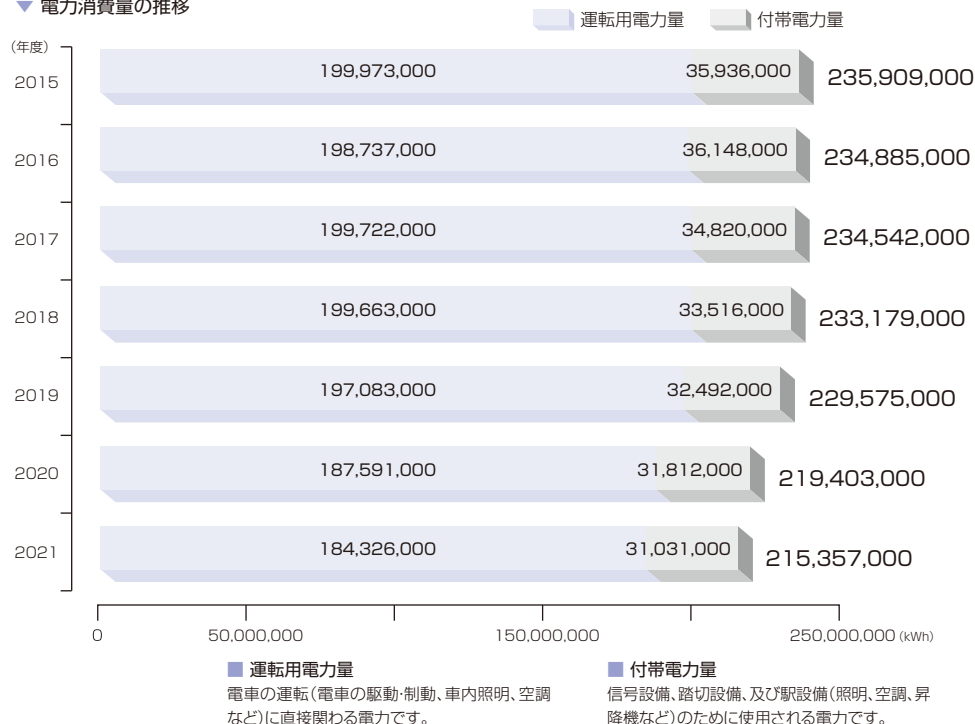 ▼ 電力消費量の推移
運転用電力量 付帯電力量
（年度）
2015 199,973,000 35,936,000 235,909,000
2016 198,737,000 36,148,000 234,885,000
2017 199,722,000 34,820,000 234,542,000
2018 199,663,000 33,516,000 233,179,000
2019 197,083,000 32,492,000 229,575,000
2020 187,591,000 31,812,000 219,403,000
2021 184,326,000 31,031,000 215,357,000
0 50,000,000 150,000,000 250,000,000 (kWh)
■ 運転用電力量
電車の運転（電車の駆動・制動、車内照明、空調
など）に直接関わる電力です。
■ 付帯電力量
信号設備、踏切設備、及び駅設備（照明、空調、昇
降機など）のために使用される電力です。